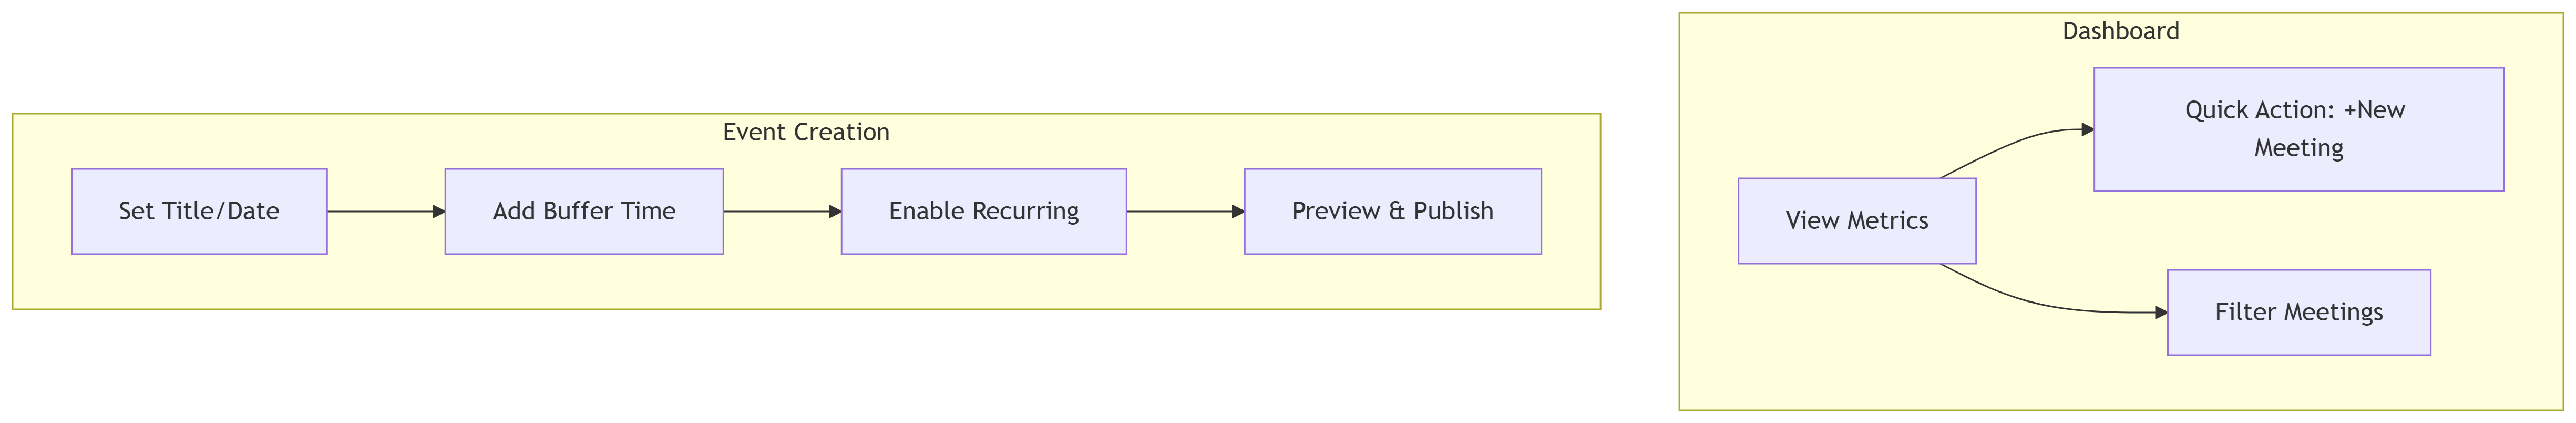 Event Creation
Set Title/Date
Add Buffer Time
Enable Recurring
Preview & Publish
Dashboard
View Metrics
Quick Action: +New
Meeting
Filter Meetings